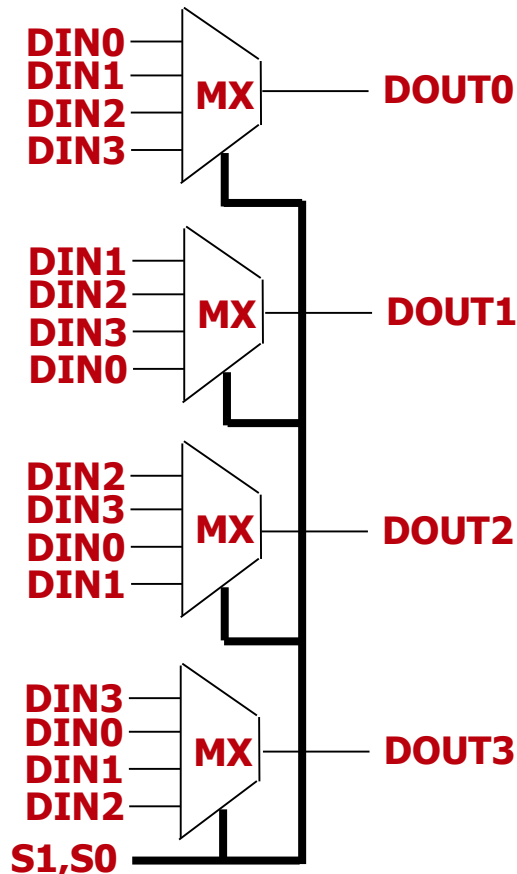 DIN0
DIN1
DIN2
DIN3
MX
DOUT0
DIN1
DIN2
DIN3
DIN0
MX
DOUT1
DIN2
DIN3
DIN0
DIN1
MX
DOUT2
DIN3
DIN0
DIN1
DIN2
MX
DOUT3
S1,S0